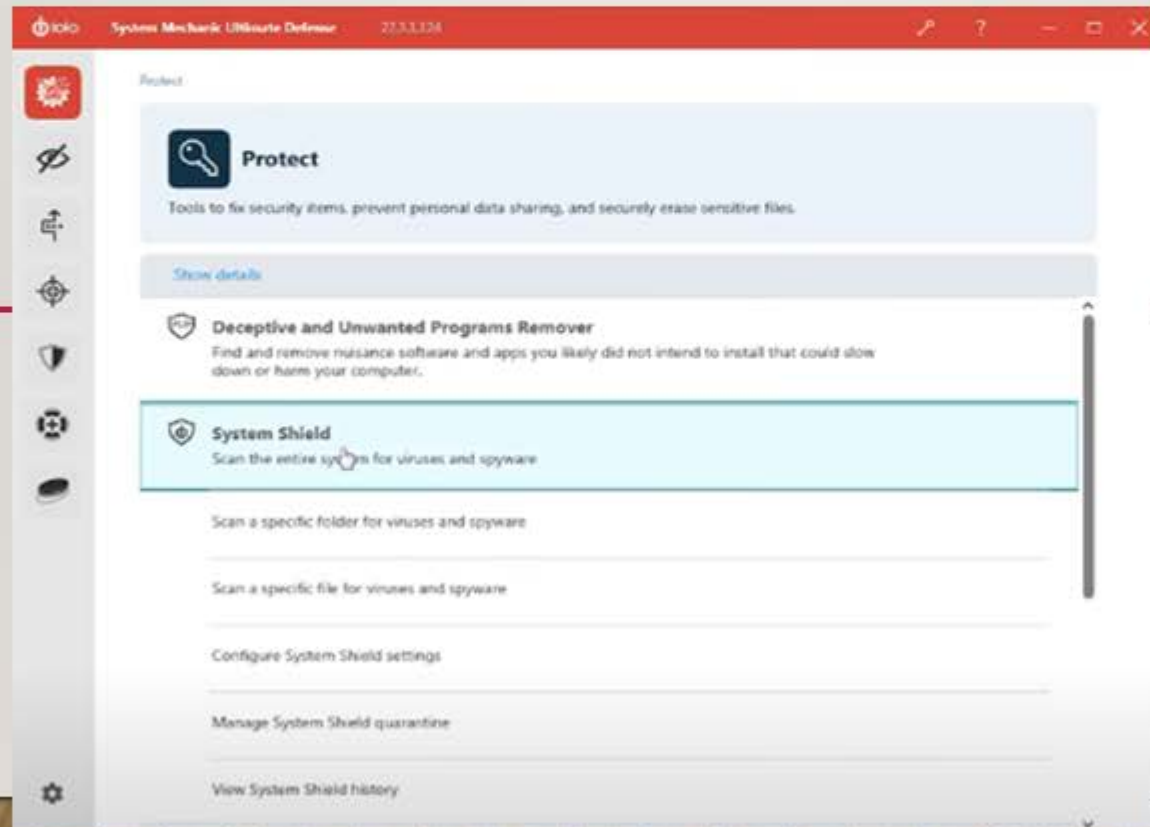 iolo System Mechanic Ultimate Defense
?
Protect
Protect
Tools to fix security items, prevent personal data sharing, and securely erase sensitive files.
Show details
Deceptive and Unwanted Programs Remover
Find and remove nuisance software and apps you likely did not intend to install that could slow
down or harm your computer.
System Shield
Scan the entire system for viruses and spyware
Scan a specific folder for viruses and spyware
Scan a specific file for viruses and spyware
Configure System Shield settings
Manage System Shield quarantine
View System Shield history